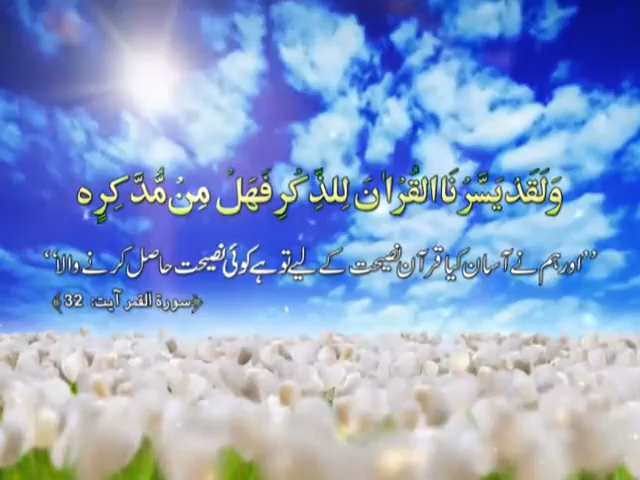 وَلَقَدۡ يَسَّرۡنَا الۡقُرۡاٰنَ لِلذِّكۡرِ فَهَلۡ مِنۡ مُّدَّكِرٍ‏ہ
’’اور ہم نے آسان کیا قرآن نصیحت کے لیے تو ہے کوئی نصیحت حاصل کرنے والا‘‘
﴿سورة القمر آیت: 32﴾